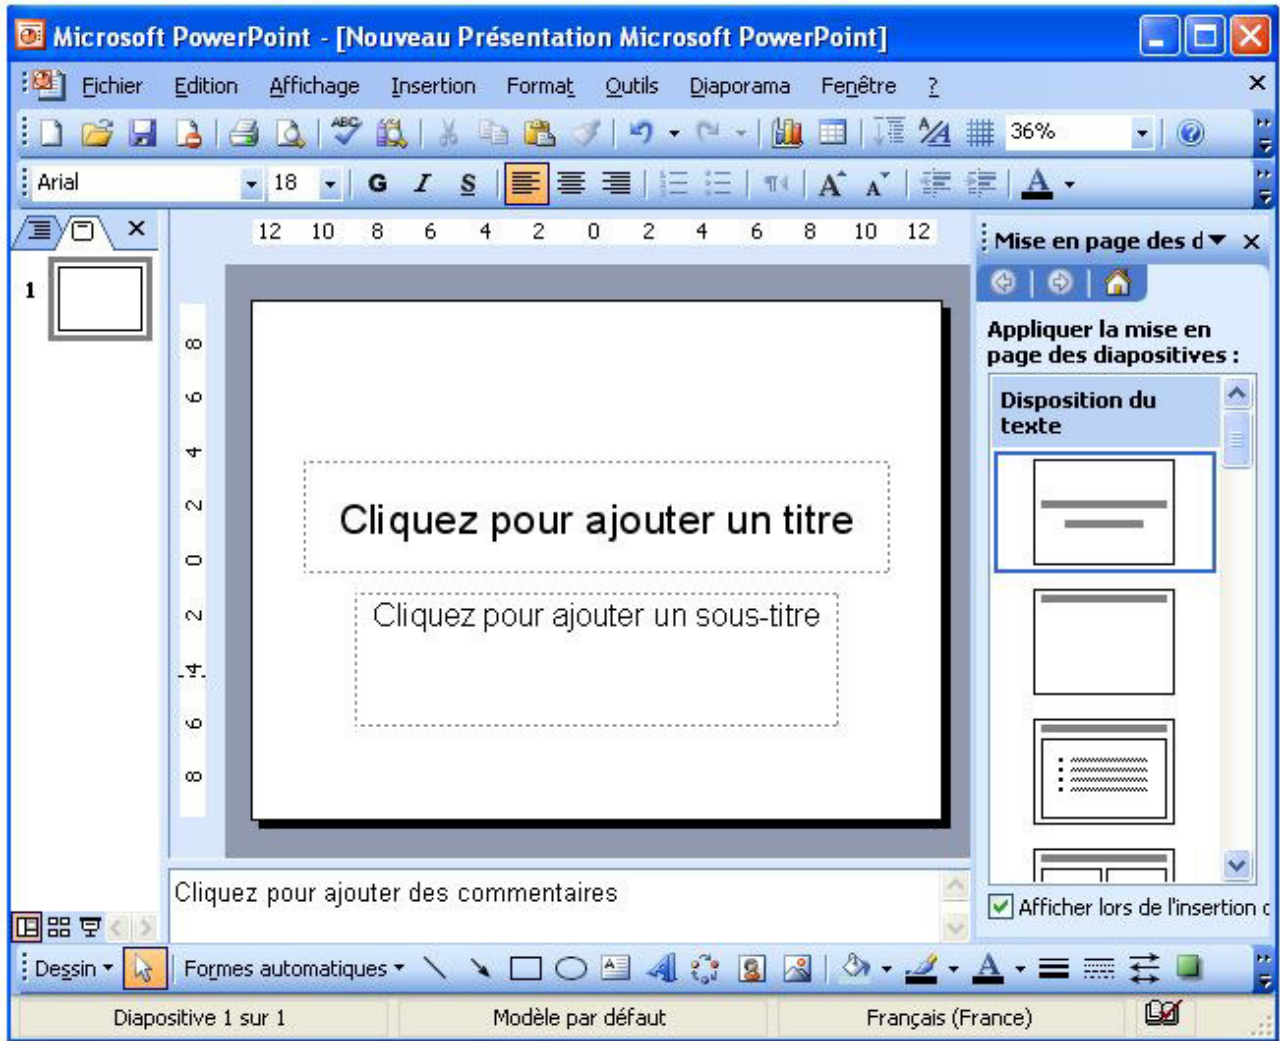 Microsoft PowerPoint - [Nouveau Présentation Microsoft PowerPoint]
Fichier Edition Affichage Insertion Format Outils Diaporama Fenêtre ?
ABC 36%
Arial 18 G I S A A A
12 10 8 6 4 2 0 2 4 6 8 10 12
Mise en page des d
1
Appliquer la mise en
page des diapositives :
Disposition du
texte
8
6
4
2
0
2
4
6
8
Cliquez pour ajouter un titre
Cliquez pour ajouter un sous-titre
Cliquez pour ajouter des commentaires
Afficher lors de l'insertion
Dessin Formes automatiques A A A
Diapositive 1 sur 1 Modèle par défaut Français (France)